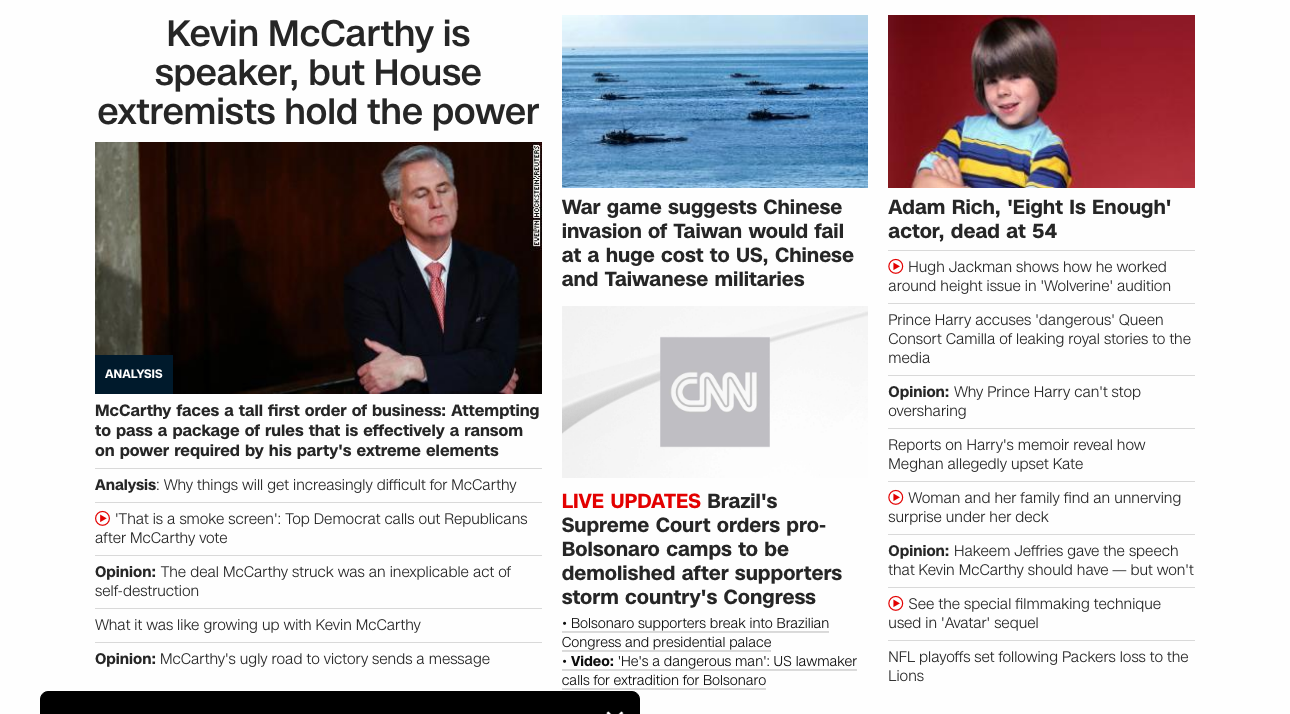 Kevin McCarthy is
speaker, but House
extremists hold the power
EVELYN HOCKSTEIN/REUTERS
ANALYSIS
McCarthy faces a tall first order of business: Attempting
to pass a package of rules that is effectively a ransom
on power required by his party's extreme elements
Analysis: Why things will get increasingly difficult for McCarthy
'That is a smoke screen': Top Democrat calls out Republicans
after McCarthy vote
Opinion: The deal McCarthy struck was an inexplicable act of
self-destruction
What it was like growing up with Kevin McCarthy
Opinion: McCarthy's ugly road to victory sends a message
War game suggests Chinese
invasion of Taiwan would fail
at a huge cost to US, Chinese
and Taiwanese militaries
CNN
LIVE UPDATES Brazil's
Supreme Court orders pro-
Bolsonaro camps to be
demolished after supporters
storm country's Congress
• Bolsonaro supporters break into Brazilian
Congress and presidential palace
• Video: 'He's a dangerous man': US lawmaker
calls for extradition for Bolsonaro
Adam Rich, 'Eight Is Enough'
actor, dead at 54
Hugh Jackman shows how he worked
around height issue in 'Wolverine' audition
Prince Harry accuses 'dangerous' Queen
Consort Camilla of leaking royal stories to the
media
Opinion: Why Prince Harry can't stop
oversharing
Reports on Harry's memoir reveal how
Meghan allegedly upset Kate
Woman and her family find an unnerving
surprise under her deck
Opinion: Hakeem Jeffries gave the speech
that Kevin McCarthy should have — but won't
See the special filmmaking technique
used in 'Avatar' sequel
NFL playoffs set following Packers loss to the
Lions